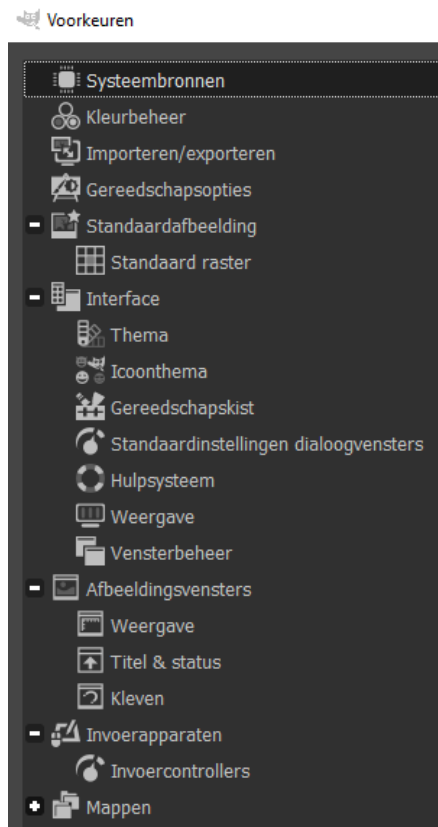 Voorkeuren
Systeembronnen
Kleurbeheer
Importeren/exporteren
Gereedschapsopties
Standaardafbeelding
Standaard raster
Interface
Thema
Icoonthema
Gereedschapskist
Standaardinstellingen dialoogvensters
Hulpsysteem
Weergave
Vensterbeheer
Afbeeldingsvensters
Weergave
Titel & status
Kleven
Invoerapparaten
Invoercontrollers
Mappen